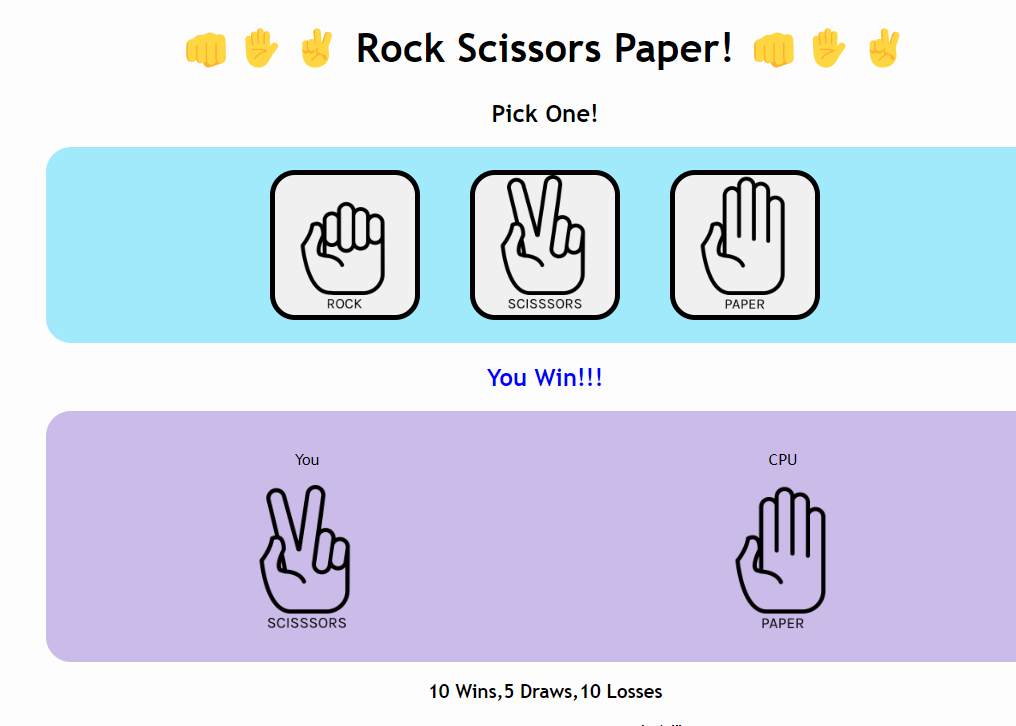 Rock Scissors Paper!
Pick One!
ROCK SCISSSORS PAPER
You Win!!!
You CPU
SCISSSORS PAPER
10 Wins,5 Draws,10 Losses